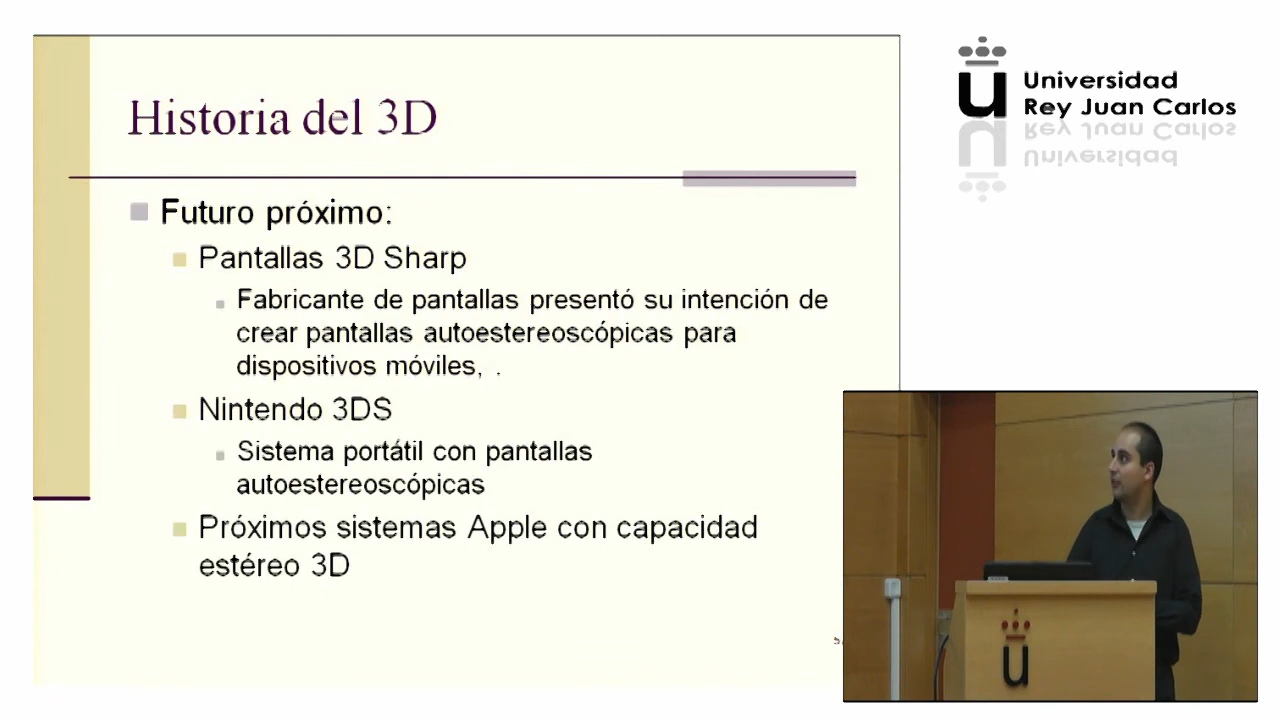 Historia del 3D
Futuro próximo:
Pantallas 3D Sharp
Fabricante de pantallas presentó su intención de
crear pantallas autoestereoscópicas para
dispositivos móviles, .
Nintendo 3DS
Sistema portátil con pantallas
autoestereoscópicas
Próximos sistemas Apple con capacidad
estéreo 3D
Universidad
Rey Juan Carlos